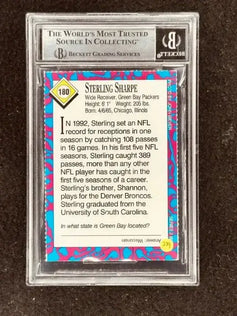 THE WORLD'S MOST TRUSTED
SOURCE IN COLLECTING™
BECKETT GRADING SERVICES
BECKETT
180
STERLING SHARPE
Wide Receiver, Green Bay Packers
Height: 6' 1" Weight: 205 lbs.
Born: 4/6/65, Chicago, Illinois
IN 1992, Sterling set an NFL
record for receptions in one season
by catching 108 passes
in 16 games. In his first five NFL
seasons, Sterling caught 389
passes, more than any other
NFL player has caught in the
first five seasons of a career.
Sterling's brother, Shannon,
plays for the Denver Broncos.
Sterling graduated from the
University of South Carolina.
In what state is Green Bay located?
Answer: Wisconsin